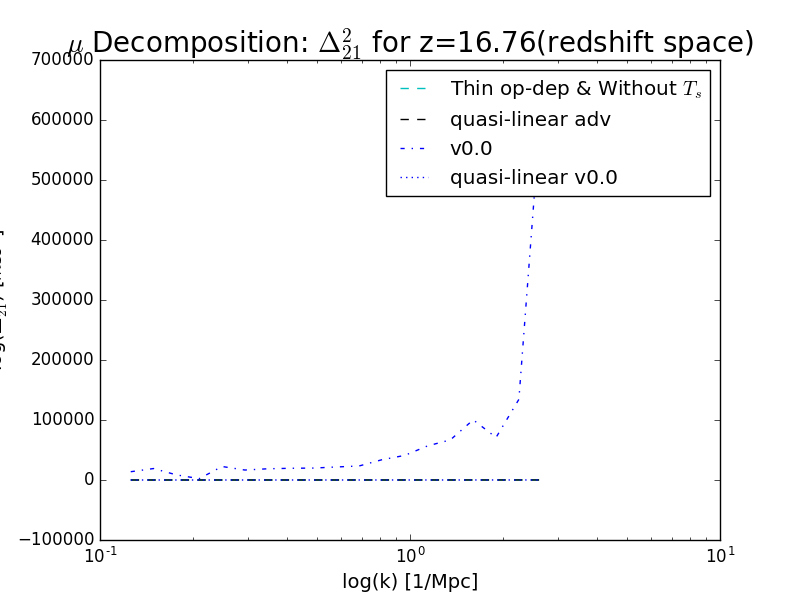 μ Decomposition: Δ²₂₁ for z=16.76(redshift space)
700000
600000
500000
400000
300000
200000
100000
0
−100000
Thin op-dep & Without Tₛ
quasi-linear adv
v0.0
quasi-linear v0.0
10⁻¹
10⁰
10¹
log(k) [1/Mpc]